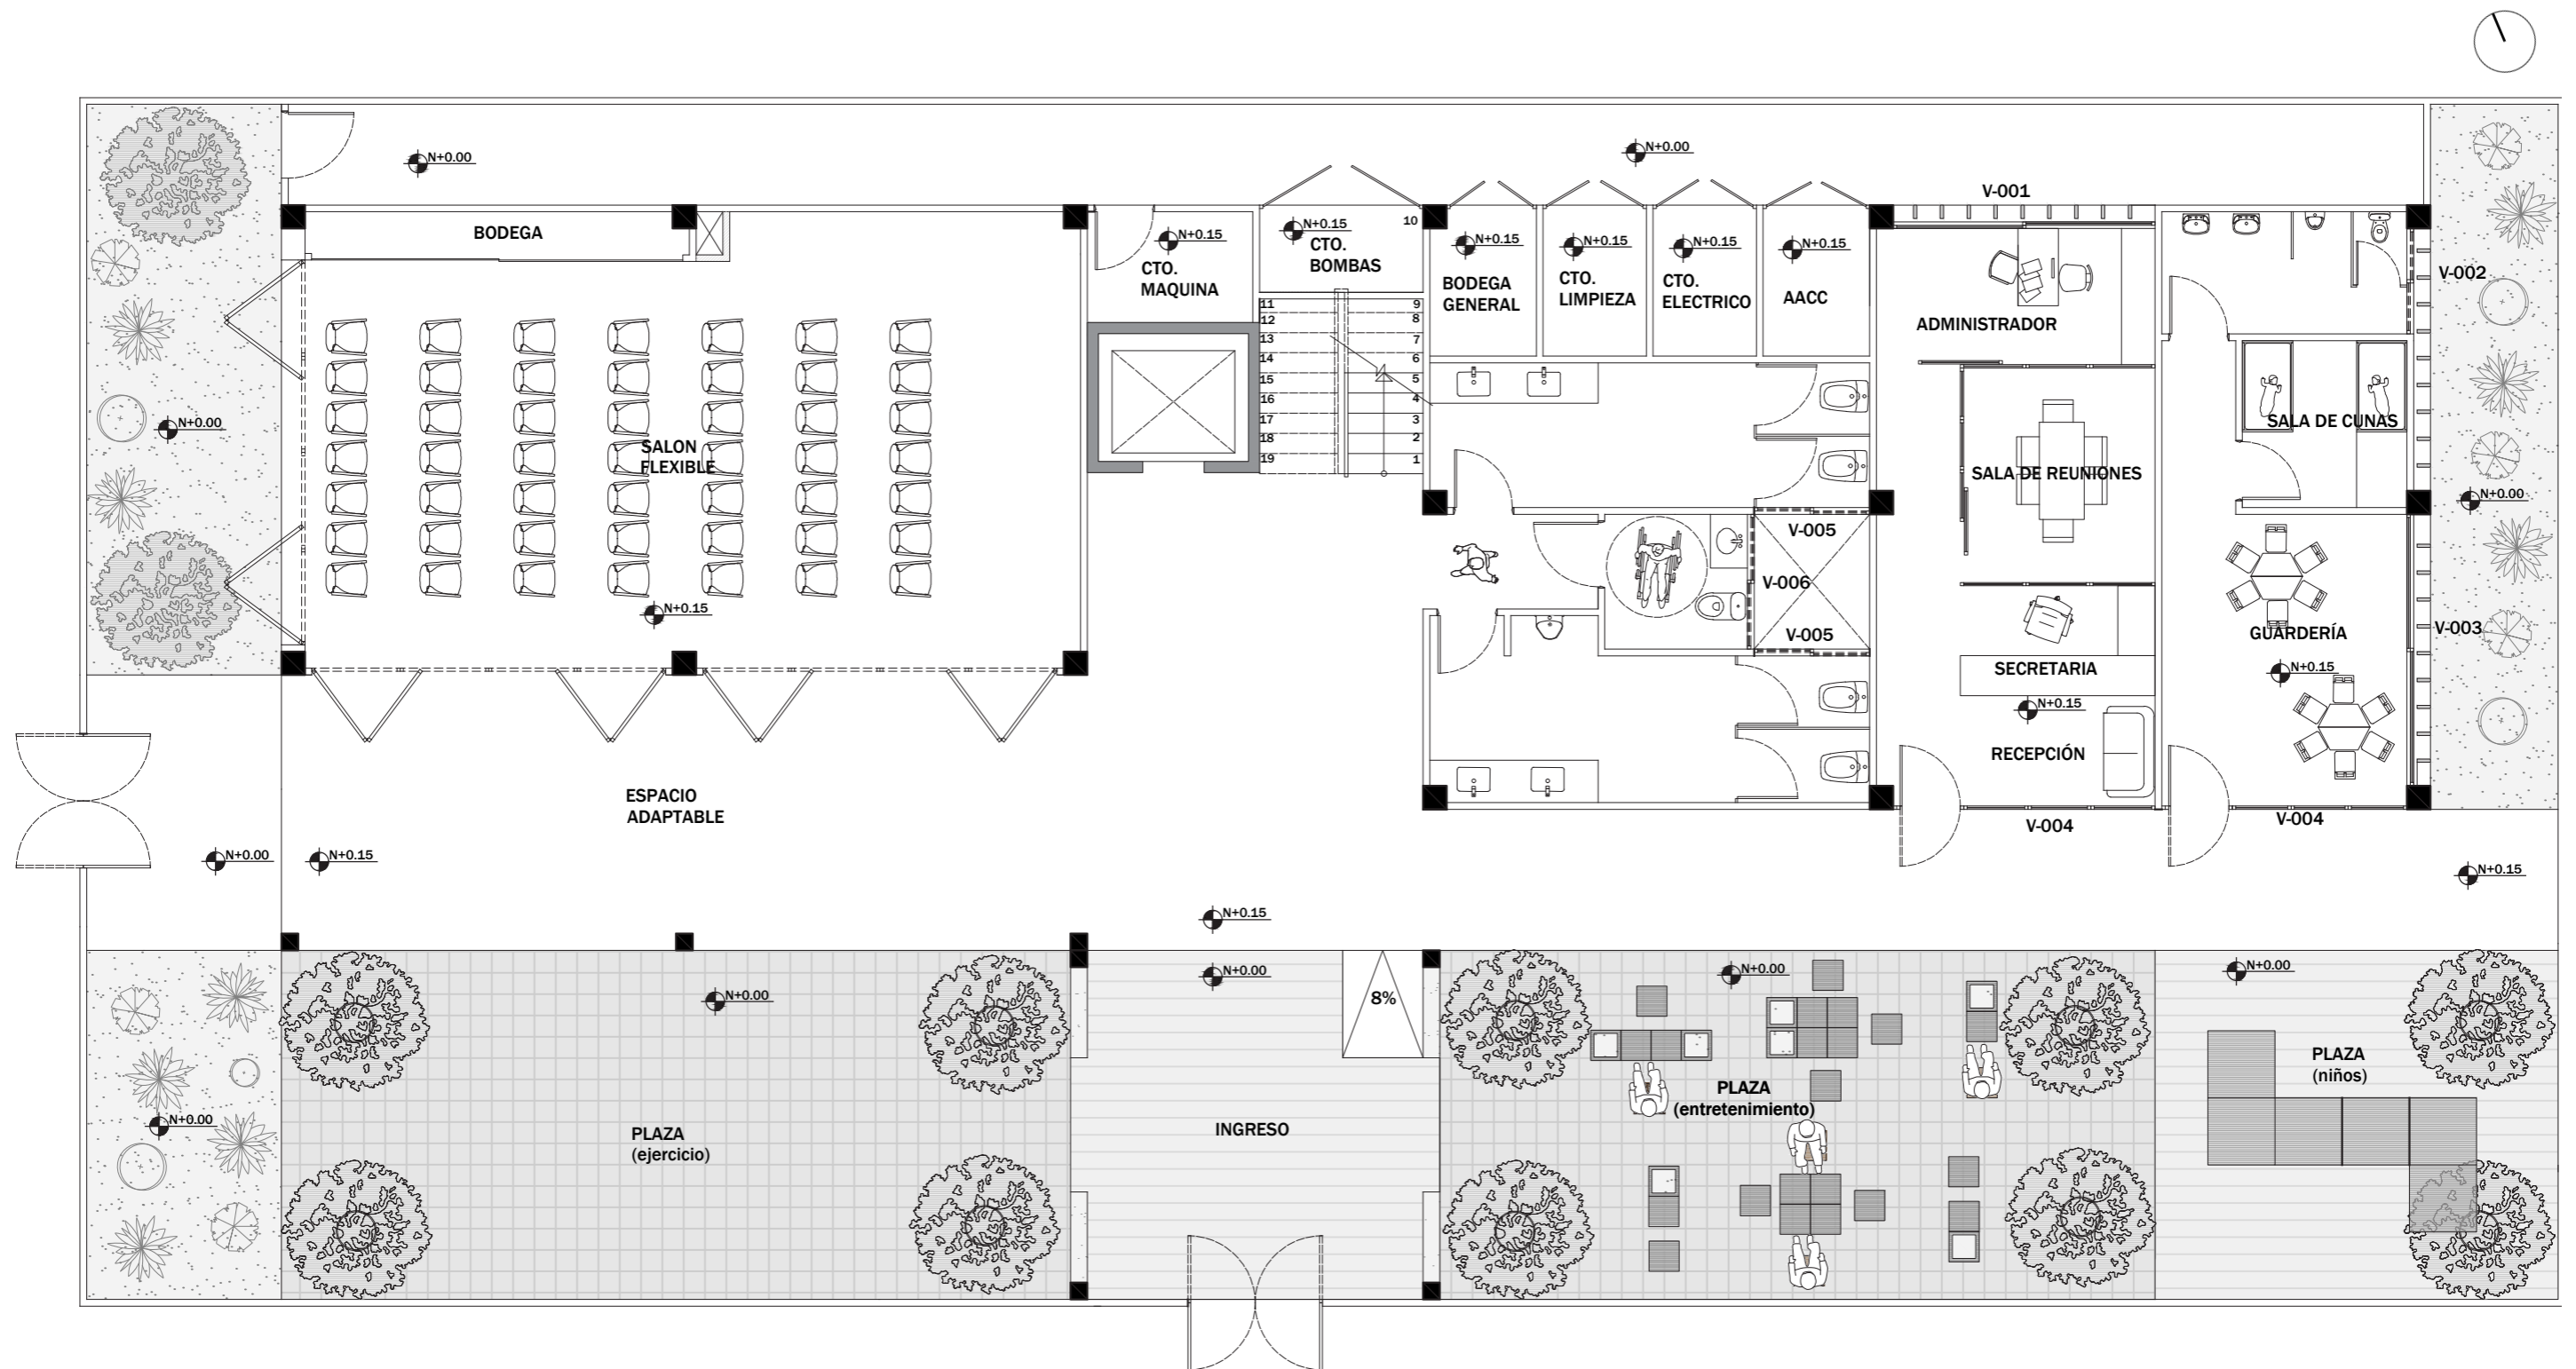 N+0.00
N+0.00
V-001
BODEGA
N+0.15
CTO.
MAQUINA
N+0.15
CTO.
BOMBAS
10
N+0.15
BODEGA
GENERAL
N+0.15
CTO.
LIMPIEZA
N+0.15
CTO.
ELECTRICO
N+0.15
AACC
ADMINISTRADOR
V-002
11
12
13
14
15
16
17
18
19
9
8
7
6
5
4
3
2
1
N+0.00
SALON
FLEXIBLE
N+0.15
SALA DE REUNIONES
SALA DE CUNAS
N+0.00
V-005
V-006
V-005
SECRETARIA
N+0.15
RECEPCIÓN
GUARDERÍA
N+0.15
V-003
V-004
V-004
ESPACIO
ADAPTABLE
N+0.00
N+0.15
N+0.15
N+0.15
N+0.00
N+0.00
8%
N+0.00
N+0.00
N+0.00
PLAZA
(ejercicio)
INGRESO
PLAZA
(entretenimiento)
PLAZA
(niños)